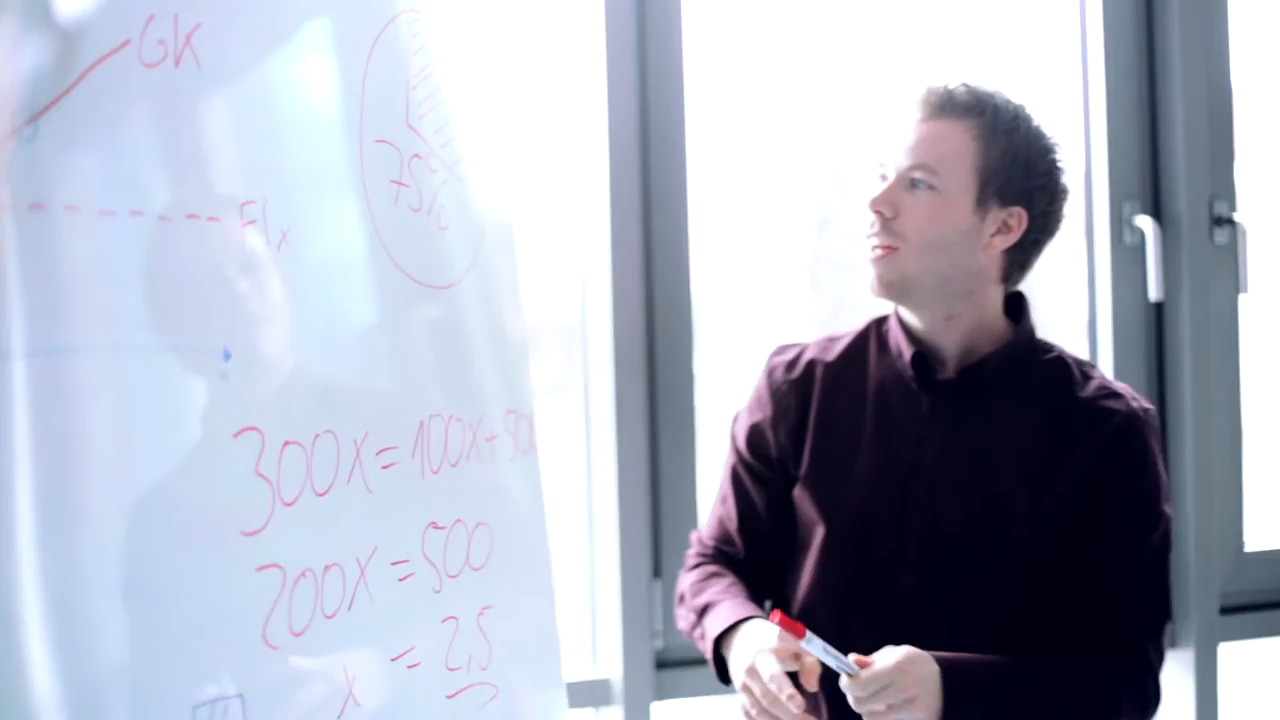 GK
75%
Fix
300x = 100x + 500
200x = 500
x = 2,5